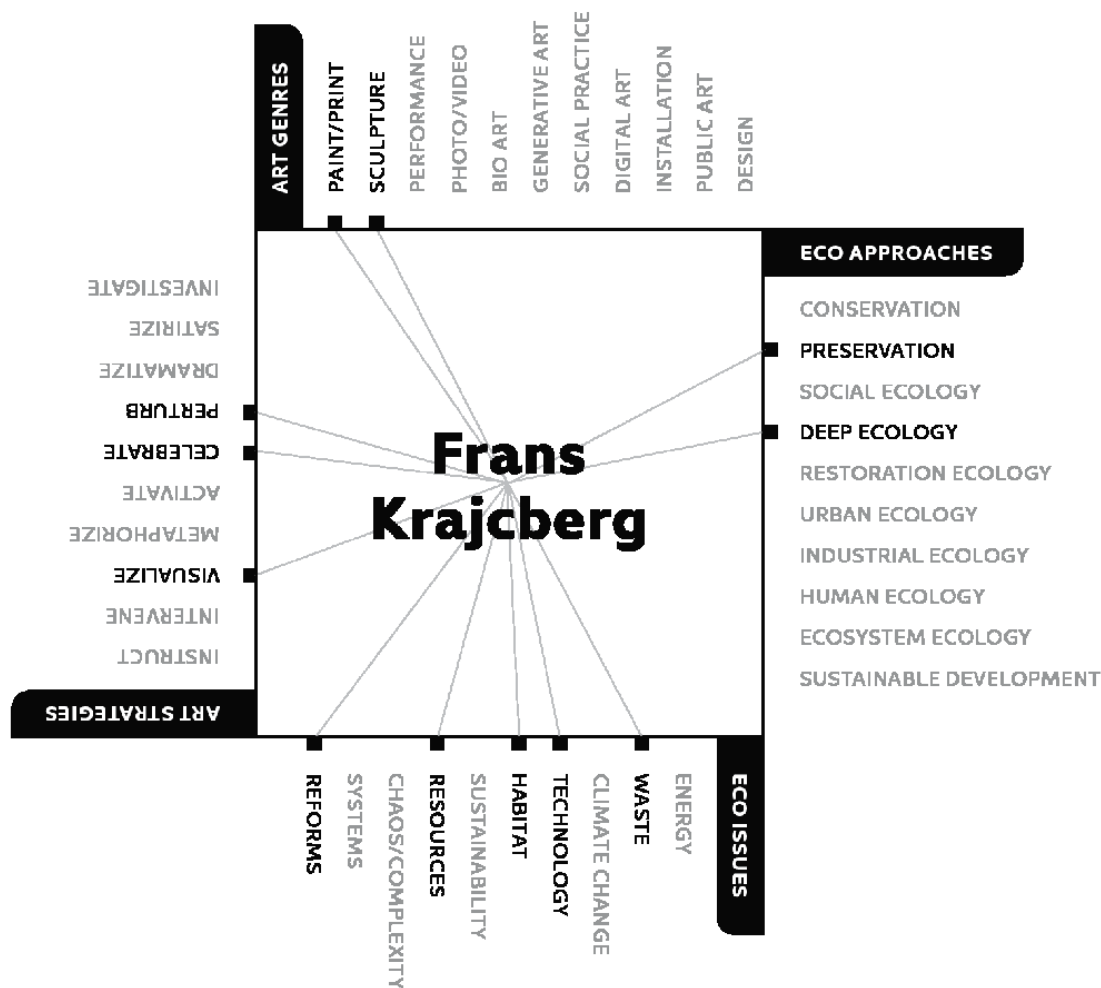 ART GENRES
PAINT/PRINT
SCULPTURE
PERFORMANCE
PHOTO/VIDEO
BIO ART
GENERATIVE ART
SOCIAL PRACTICE
DIGITAL ART
INSTALLATION
PUBLIC ART
DESIGN
ECO APPROACHES
CONSERVATION
PRESERVATION
SOCIAL ECOLOGY
DEEP ECOLOGY
RESTORATION ECOLOGY
URBAN ECOLOGY
INDUSTRIAL ECOLOGY
HUMAN ECOLOGY
ECOSYSTEM ECOLOGY
SUSTAINABLE DEVELOPMENT
Frans
Krajcberg
INVESTIGATE
SATIRIZE
DRAMATIZE
PERTURB
CELEBRATE
ACTIVATE
METAPHORIZE
VISUALIZE
INTERVENE
INSTRUCT
ART STRATEGIES
REFORMS
SYSTEMS
CHAOS/COMPLEXITY
RESOURCES
SUSTAINABILITY
HABITAT
TECHNOLOGY
CLIMATE CHANGE
WASTE
ENERGY
ECO ISSUES